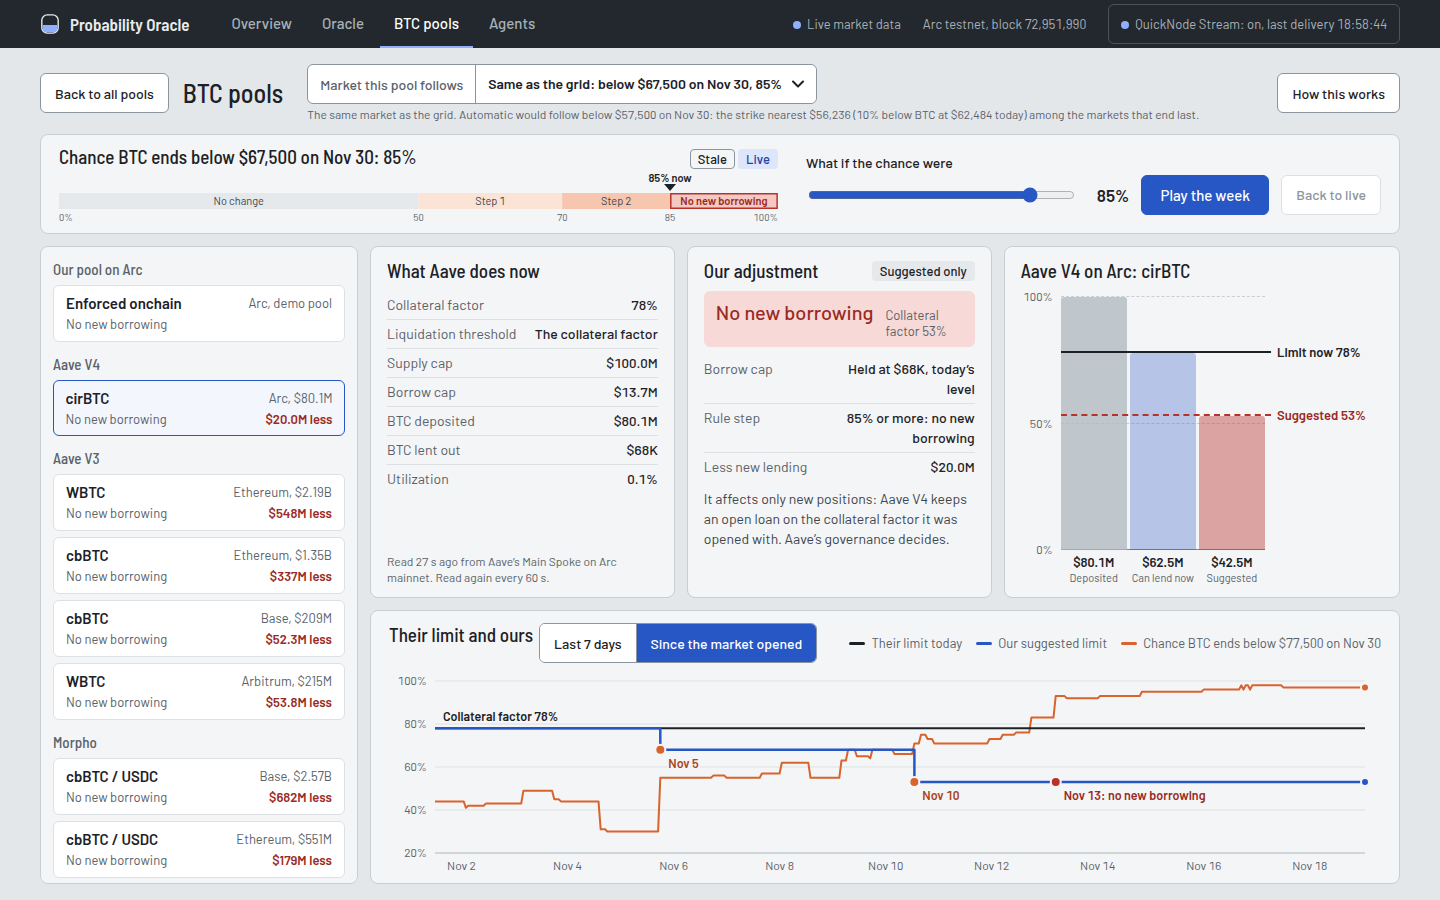 Probability Oracle
Overview
Oracle
BTC pools
Agents
Live market data
Arc testnet, block 72,951,990
QuickNode Stream: on, last delivery 18:58:44
Back to all pools
BTC pools
Market this pool follows
Same as the grid: below $67,500 on Nov 30, 85%
The same market as the grid. Automatic would follow below $57,500 on Nov 30: the strike nearest $56,236 (10% below BTC at $62,484 today) among the markets that end last.
How this works
Chance BTC ends below $67,500 on Nov 30: 85%
Stale
Live
85% now
No change
Step 1
Step 2
No new borrowing
0%
50
70
85
100%
What if the chance were
85%
Play the week
Back to live
Our pool on Arc
Enforced onchain
Arc, demo pool
No new borrowing
Aave V4
cirBTC
Arc, $80.1M
No new borrowing
$20.0M less
Aave V3
WBTC
Ethereum, $2.19B
No new borrowing
$548M less
cbBTC
Ethereum, $1.35B
No new borrowing
$337M less
cbBTC
Base, $209M
No new borrowing
$52.3M less
WBTC
Arbitrum, $215M
No new borrowing
$53.8M less
Morpho
cbBTC / USDC
Base, $2.57B
No new borrowing
$682M less
cbBTC / USDC
Ethereum, $551M
No new borrowing
$179M less
What Aave does now
Collateral factor
78%
Liquidation threshold
The collateral factor
Supply cap
$100.0M
Borrow cap
$13.7M
BTC deposited
$80.1M
BTC lent out
$68K
Utilization
0.1%
Read 27 s ago from Aave's Main Spoke on Arc
mainnet. Read again every 60 s.
Our adjustment
Suggested only
No new borrowing
Collateral
factor 53%
Borrow cap
Held at $68K, today's
level
Rule step
85% or more: no new
borrowing
Less new lending
$20.0M
It affects only new positions: Aave V4 keeps
an open loan on the collateral factor it was
opened with. Aave's governance decides.
Aave V4 on Arc: cirBTC
100%
50%
0%
Limit now 78%
Suggested 53%
$80.1M
Deposited
$62.5M
Can lend now
$42.5M
Suggested
Their limit and ours
Last 7 days
Since the market opened
Their limit today
Our suggested limit
Chance BTC ends below $77,500 on Nov 30
100%
80%
60%
40%
20%
Collateral factor 78%
Nov 5
Nov 10
Nov 13: no new borrowing
Nov 2
Nov 4
Nov 6
Nov 8
Nov 10
Nov 12
Nov 14
Nov 16
Nov 18